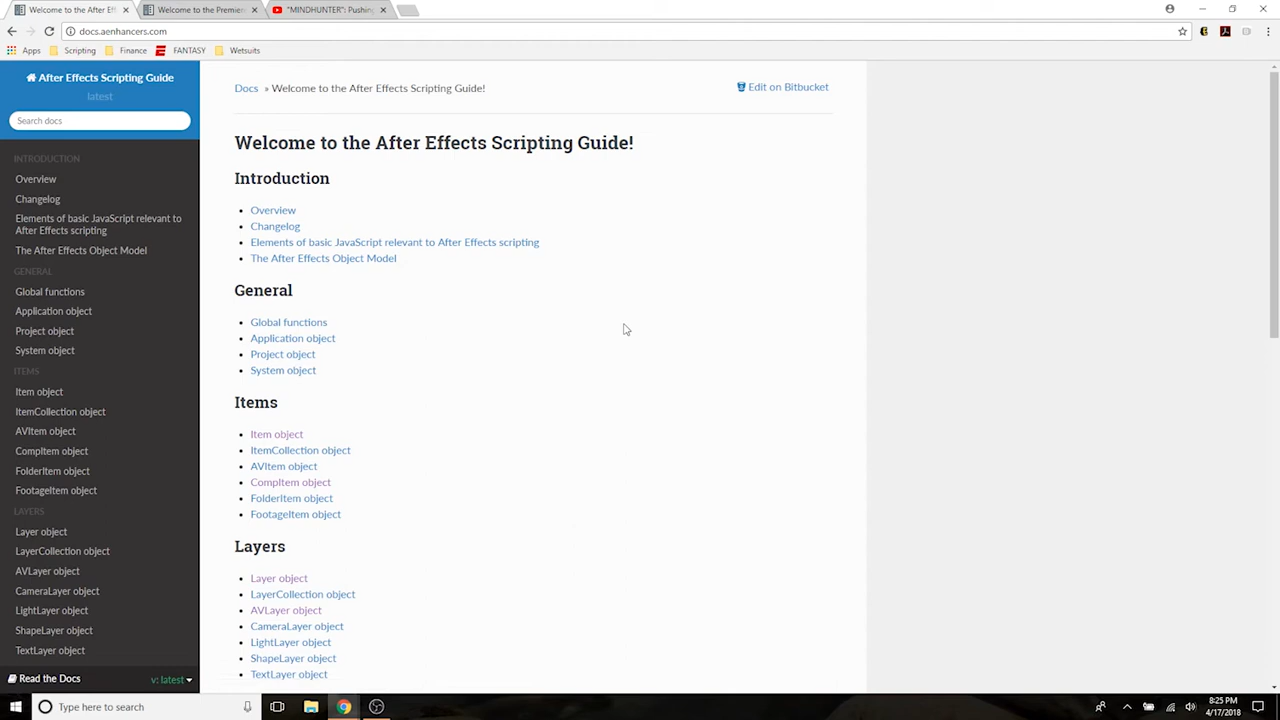 Welcome to the After Eff
Welcome to the Premiere
"MINDHUNTER": Pushing
docs.aenhancers.com
Apps
Scripting
Finance
FANTASY
Wetsuits
After Effects Scripting Guide
latest
Search docs
INTRODUCTION
Overview
Changelog
Elements of basic JavaScript relevant to
After Effects scripting
The After Effects Object Model
GENERAL
Global functions
Application object
Project object
System object
ITEMS
Item object
ItemCollection object
AVItem object
CompItem object
FolderItem object
FootageItem object
LAYERS
Layer object
LayerCollection object
AVLayer object
CameraLayer object
LightLayer object
ShapeLayer object
TextLayer object
Read the Docs
v: latest
Docs » Welcome to the After Effects Scripting Guide!
Edit on Bitbucket
Welcome to the After Effects Scripting Guide!
Introduction
Overview
Changelog
Elements of basic JavaScript relevant to After Effects scripting
The After Effects Object Model
General
Global functions
Application object
Project object
System object
Items
Item object
ItemCollection object
AVItem object
CompItem object
FolderItem object
FootageItem object
Layers
Layer object
LayerCollection object
AVLayer object
CameraLayer object
LightLayer object
ShapeLayer object
TextLayer object
Type here to search
8:25 PM
4/17/2018